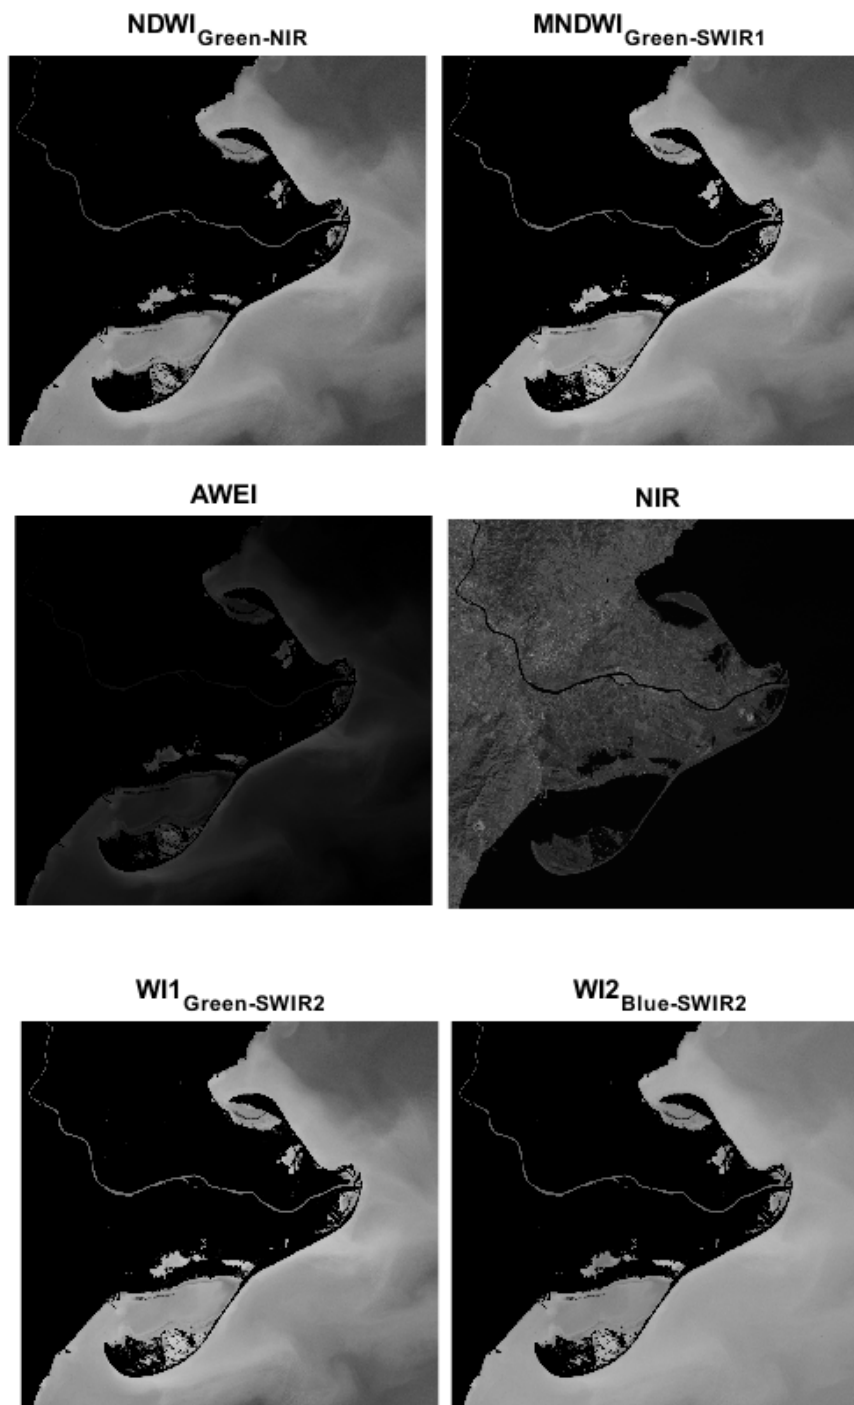 NDWI Green-NIR
MNDWI Green-SWIR1
AWEI
NIR
WI1 Green-SWIR2
WI2 Blue-SWIR2